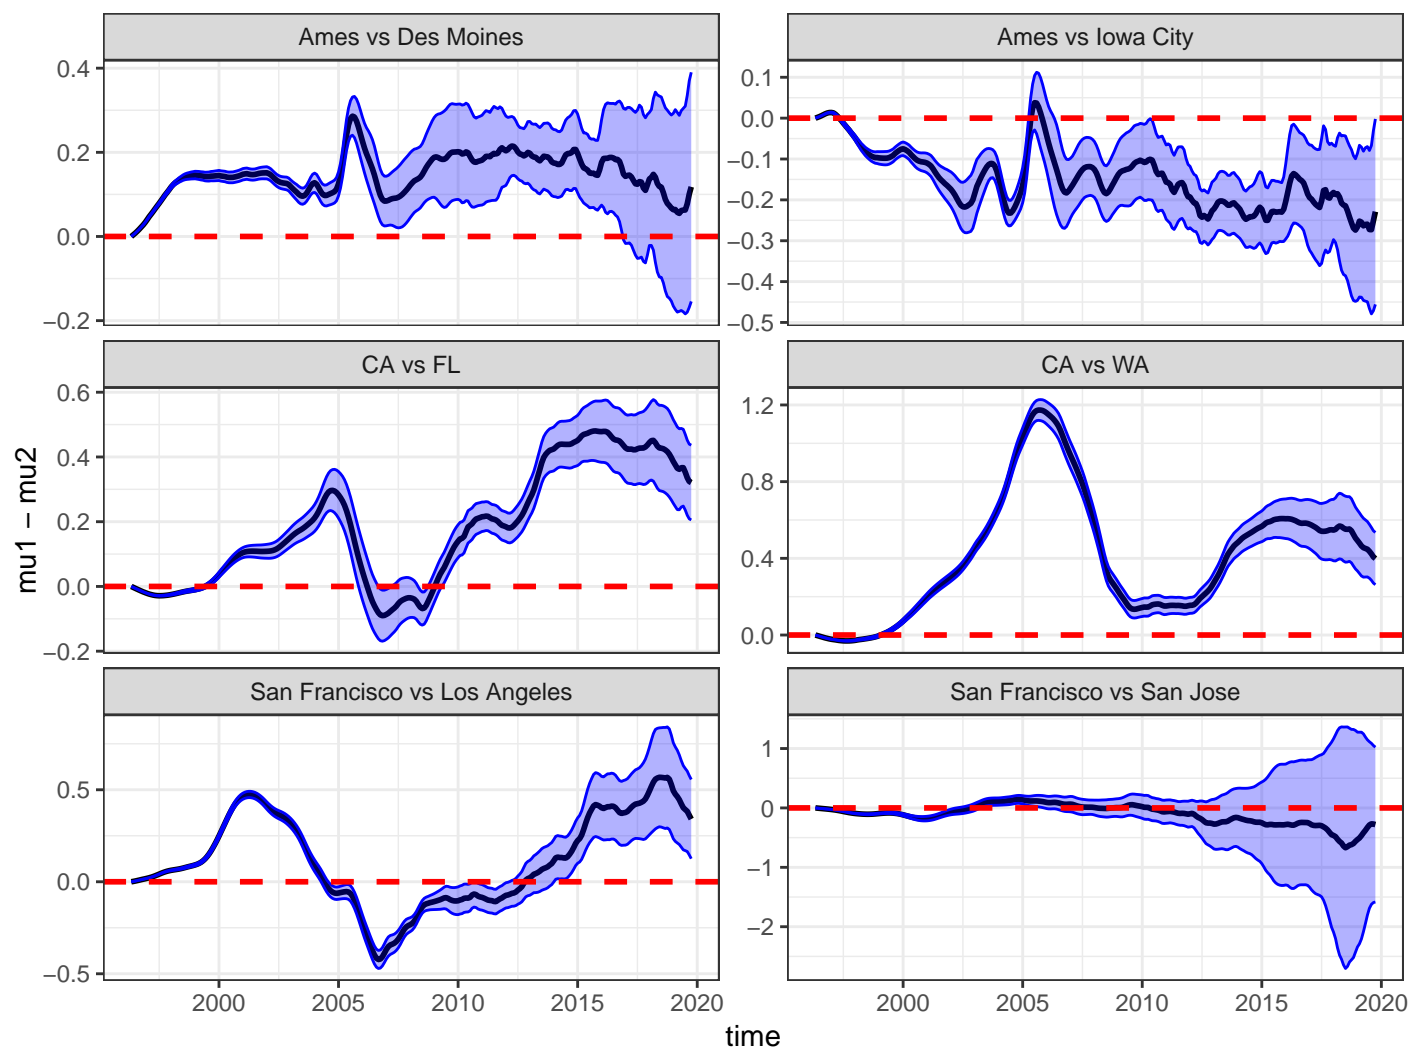 Ames vs Des Moines
Ames vs Iowa City
0.4
0.2
0.0
−0.2
0.1
0.0
−0.1
−0.2
−0.3
−0.4
−0.5
CA vs FL
CA vs WA
0.6
0.4
0.2
0.0
−0.2
1.2
0.8
0.4
0.0
mu1 − mu2
San Francisco vs Los Angeles
San Francisco vs San Jose
0.5
0.0
−0.5
1
0
−1
−2
2000 2005 2010 2015 2020
2000 2005 2010 2015 2020
time